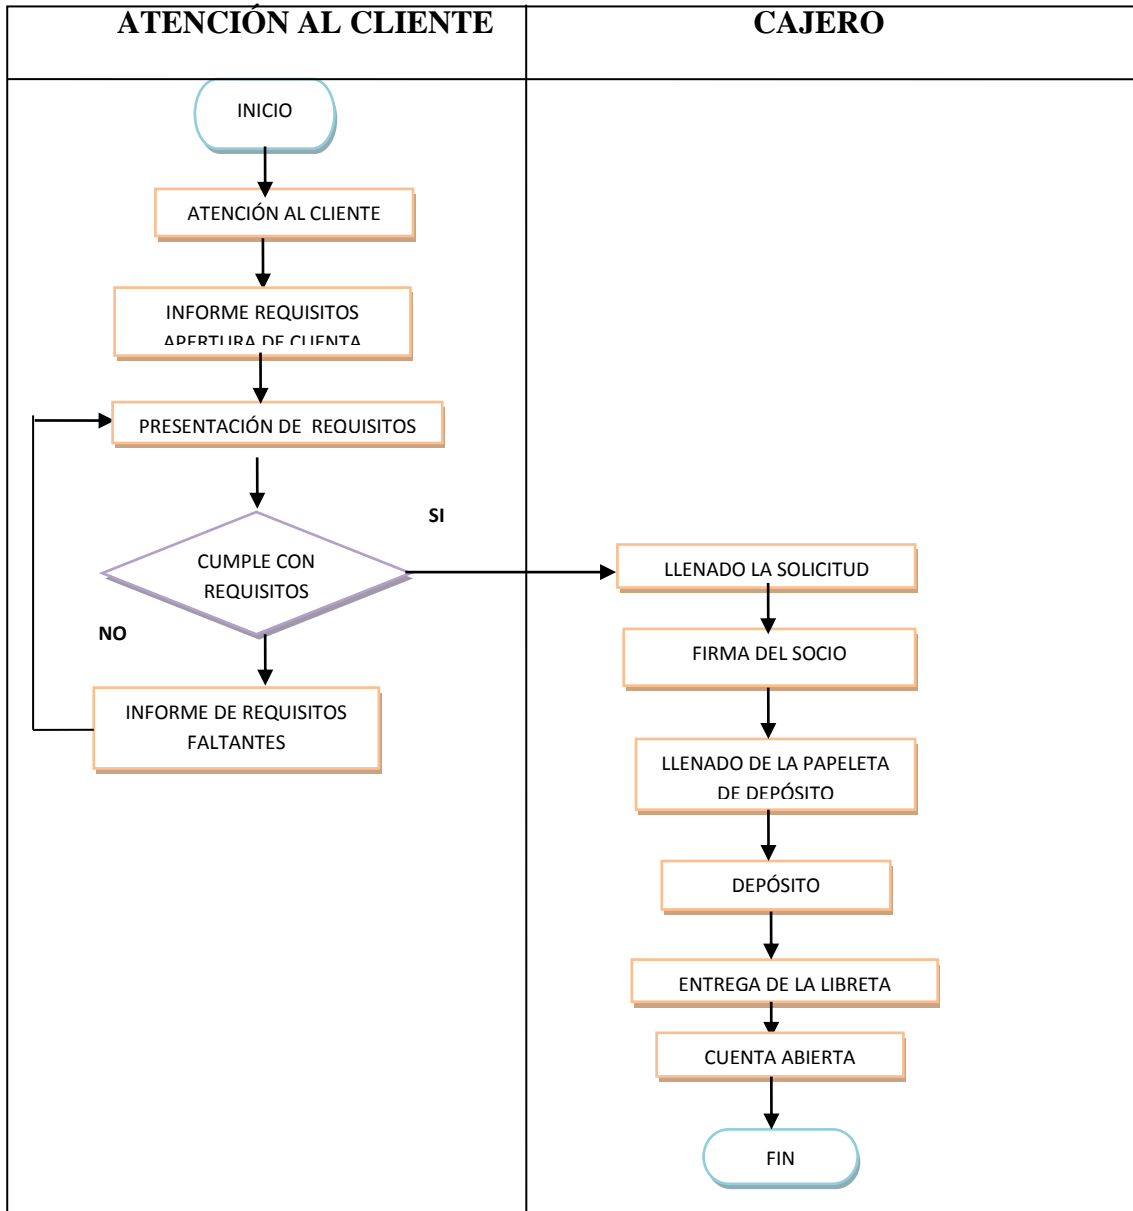 ATENCIÓN AL CLIENTE
CAJERO
INICIO
ATENCIÓN AL CLIENTE
INFORME REQUISITOS
APERTURA DE CUENTA
PRESENTACIÓN DE REQUISITOS
SI
CUMPLE CON
REQUISITOS
NO
INFORME DE REQUISITOS
FALTANTES
LLENADO LA SOLICITUD
FIRMA DEL SOCIO
LLENADO DE LA PAPELETA
DE DEPÓSITO
DEPÓSITO
ENTREGA DE LA LIBRETA
CUENTA ABIERTA
FIN